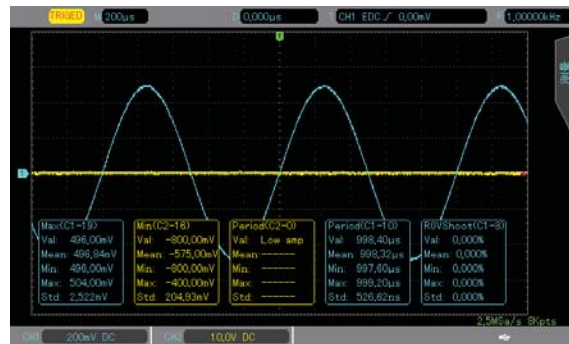 TRIGED M 200µs D 0,000µs T CH1 EDC 0,00mV F 1,00000kHz
T
1
Max(C1-19) Min(C2-16) Period(C2-0) Period(C1-10) ROVShoot(C1-8)
Val: 496,00mV Val: -800,00mV Val: Low amp Val: 998,40µs Val: 0,000%
Mean: 496,84mV Mean: -575,00mV Mean: ------ Mean: 998,32µs Mean: 0,000%
Min: 496,00mV Min: -800,00mV Min: ------ Min: 997,60µs Min: 0,000%
Max: 504,00mV Max: -400,00mV Max: ------ Max: 999,20µs Max: 0,000%
Std: 2,522mV Std: 204,93mV Std: ------ Std: 526,62ns Std: 0,000%
2,5MSa/s 8Kpts
CH1 200mV DC CH2 10,0V DC